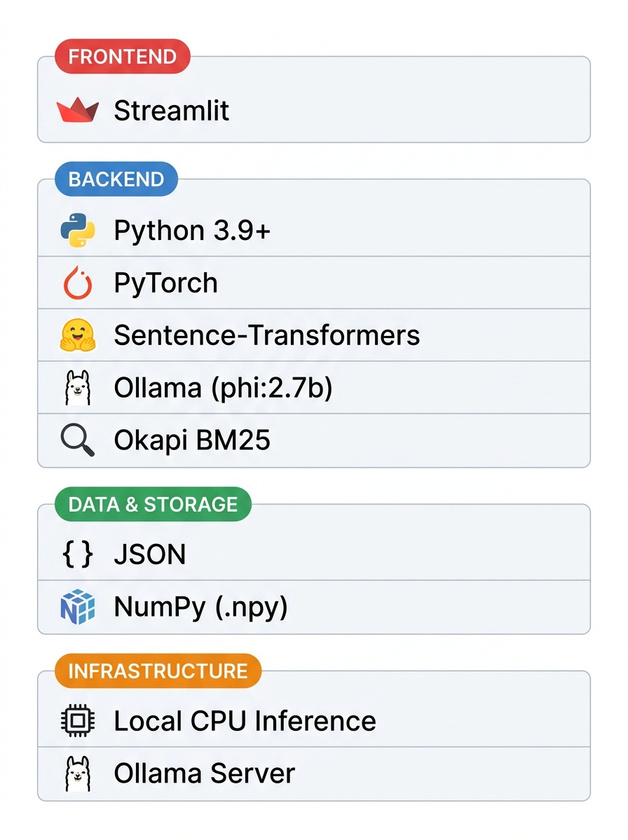 FRONTEND
Streamlit
BACKEND
Python 3.9+
PyTorch
Sentence-Transformers
Ollama (phi:2.7b)
Okapi BM25
DATA & STORAGE
{ } JSON
NumPy (.npy)
INFRASTRUCTURE
Local CPU Inference
Ollama Server